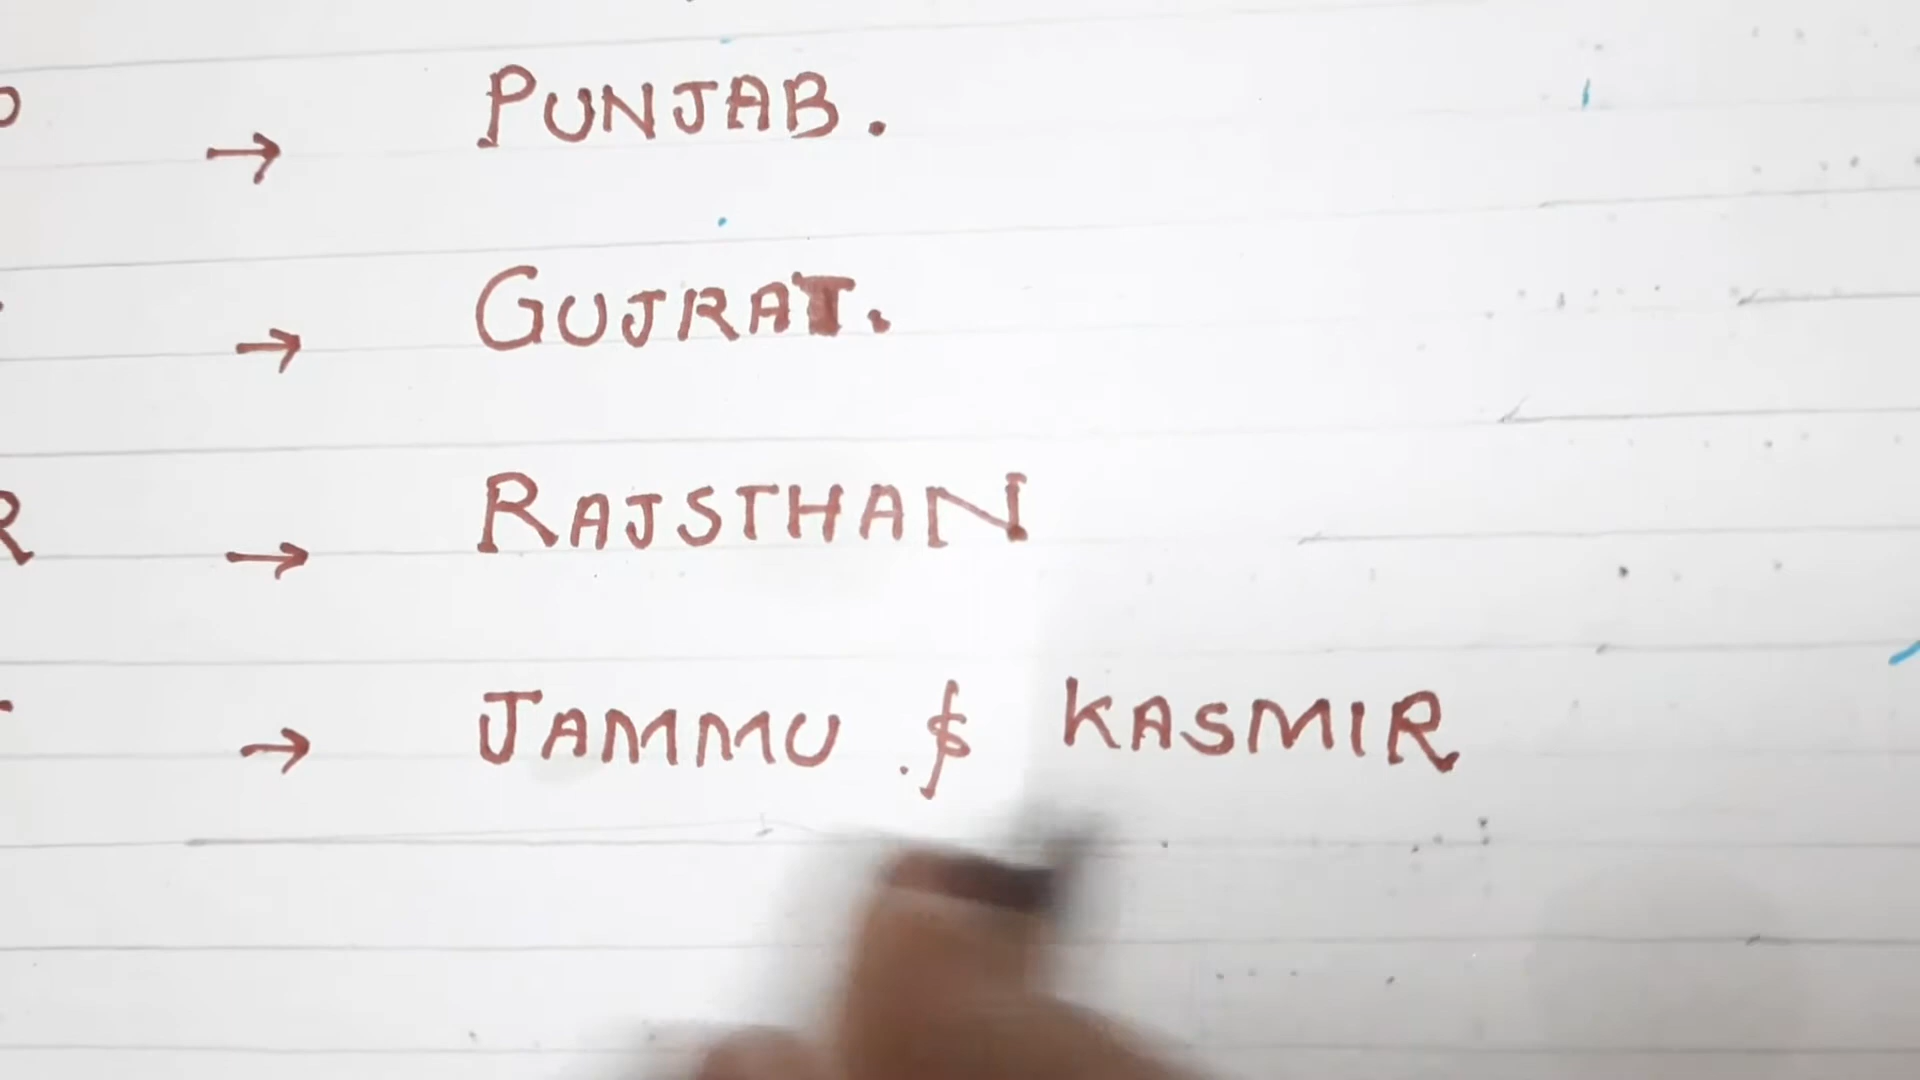 → PUNJAB.
→ GUJRAT.
R → RAJSTHAN
→ JAMMU & KASMIR